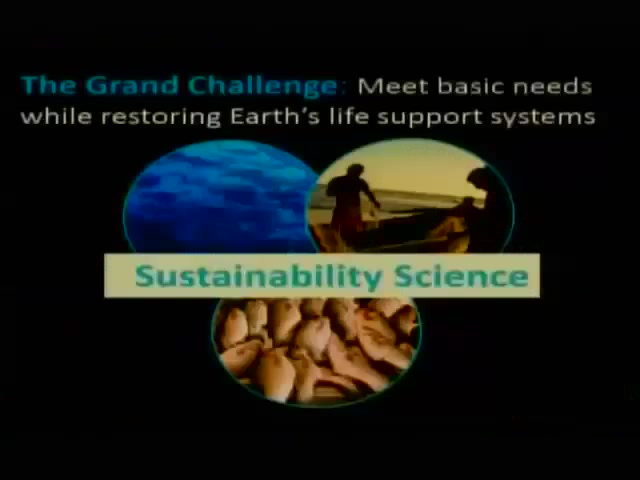 The Grand Challenge: Meet basic needs
while restoring Earth's life support systems
Sustainability Science